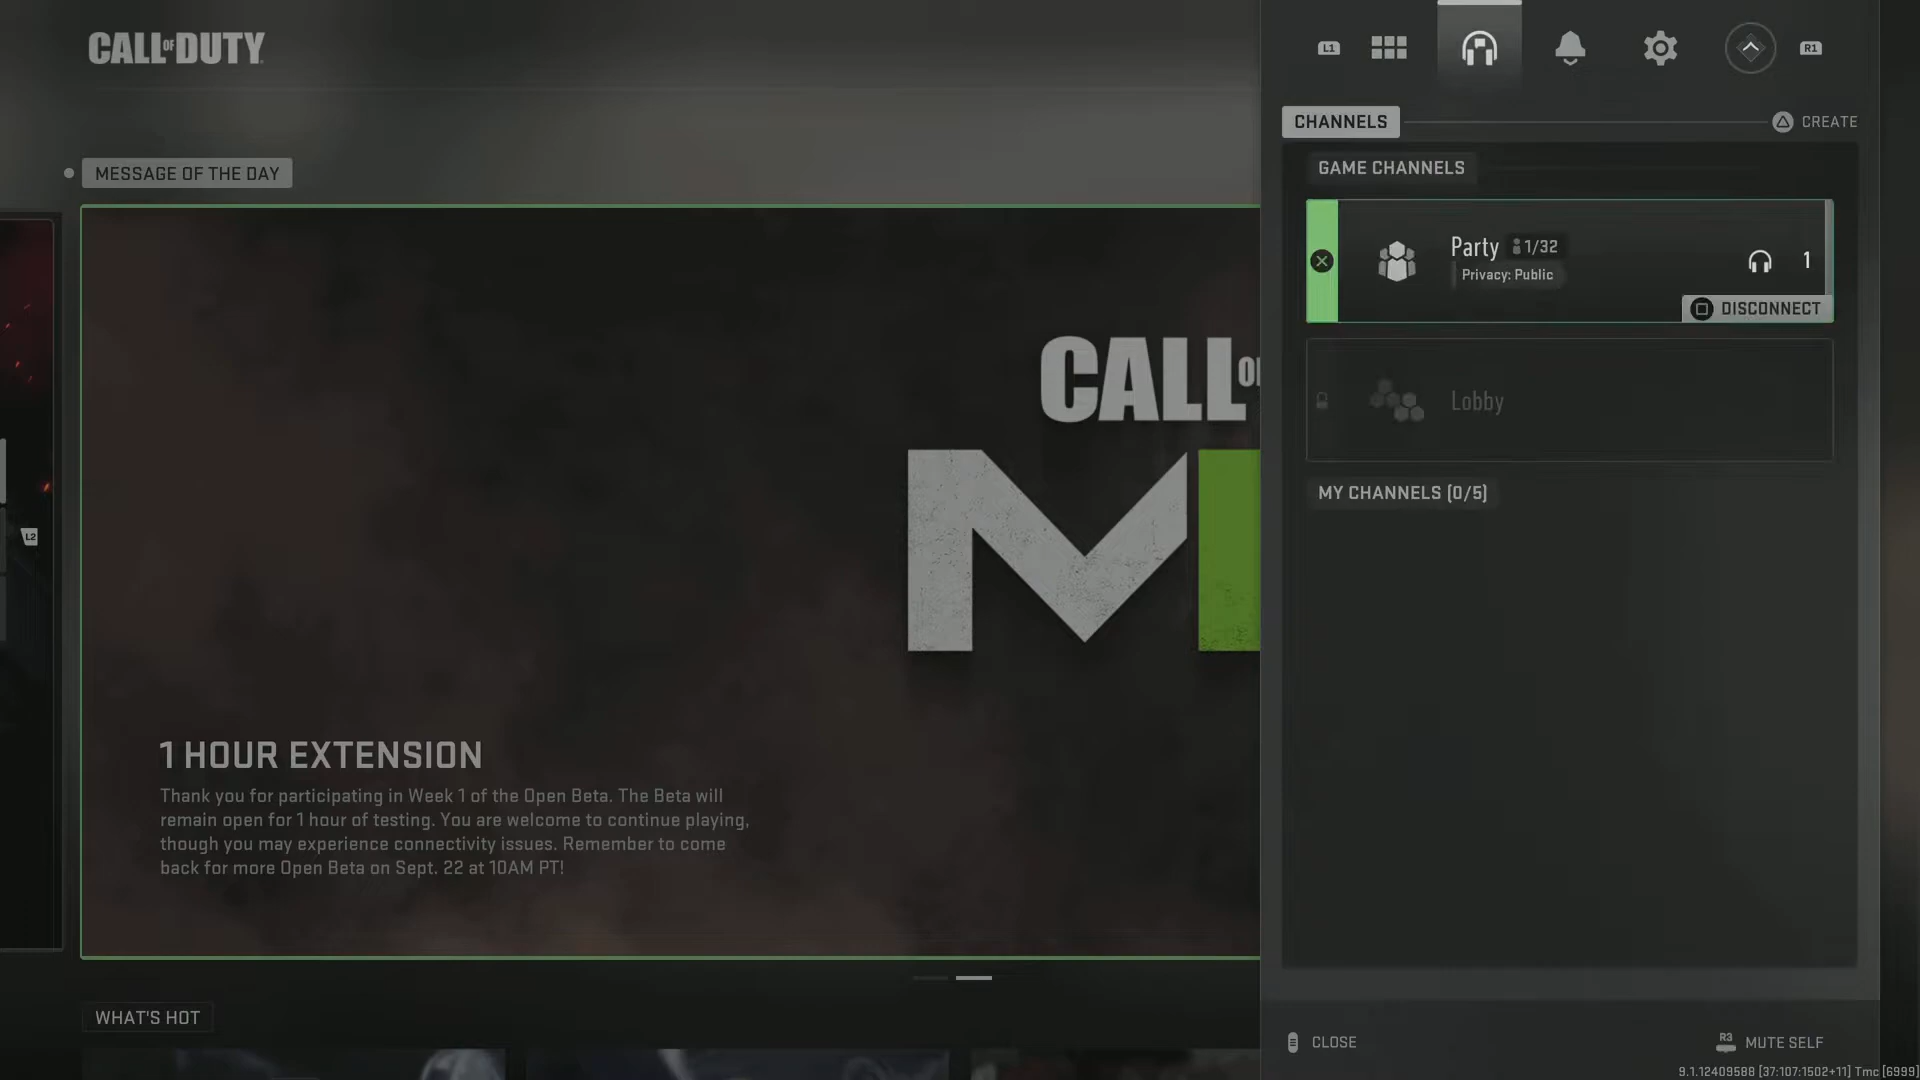 CALL OF DUTY
L1
R1
CHANNELS
CREATE
MESSAGE OF THE DAY
GAME CHANNELS
Party 1/32
Privacy: Public
1
DISCONNECT
CALL OF
M
Lobby
MY CHANNELS (0/5)
L2
1 HOUR EXTENSION
Thank you for participating in Week 1 of the Open Beta. The Beta will
remain open for 1 hour of testing. You are welcome to continue playing,
though you may experience connectivity issues. Remember to come
back for more Open Beta on Sept. 22 at 10AM PT!
WHAT'S HOT
CLOSE
R3 MUTE SELF
9.1.12409588 [37:107:1502+11] Tmc [6999]